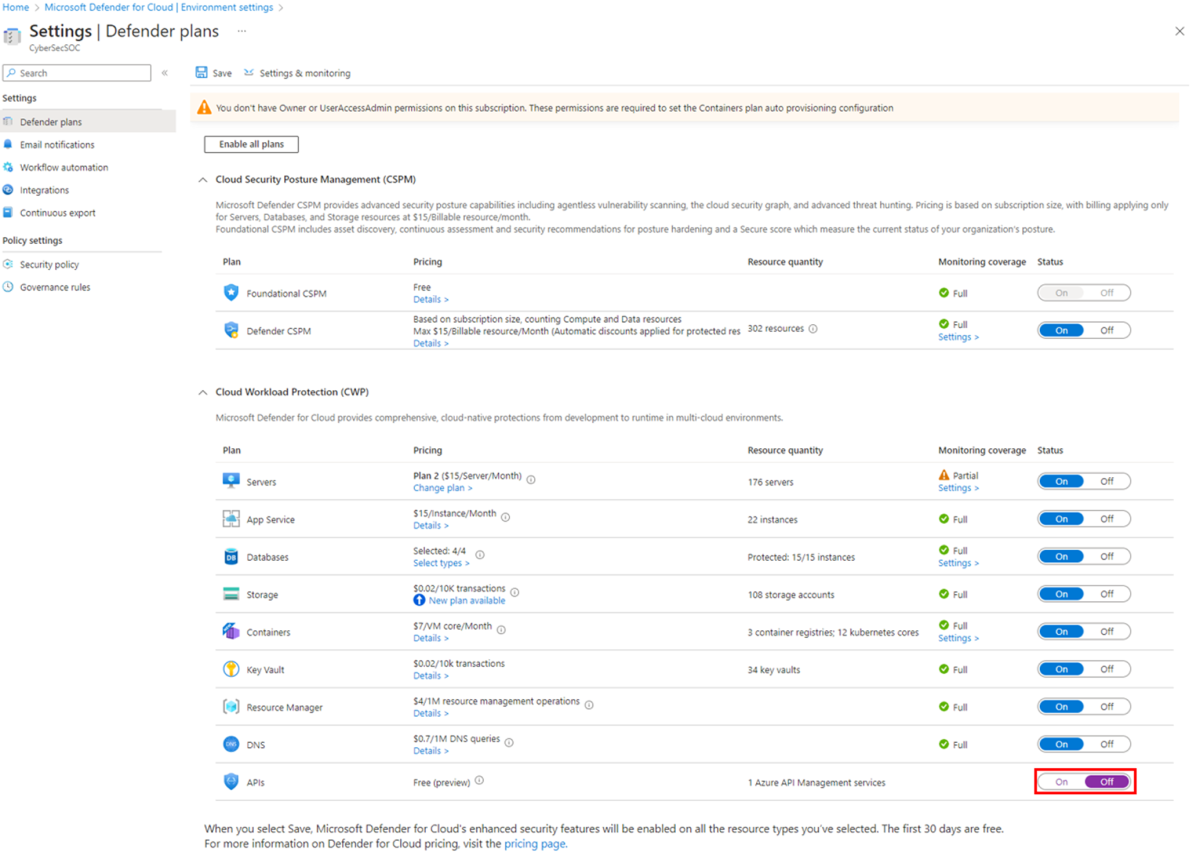 Home > Microsoft Defender for Cloud | Environment settings >
Settings | Defender plans ...
CyberSecSOC
Search
Save Settings & monitoring
Settings
Defender plans
Email notifications
Workflow automation
Integrations
Continuous export
Policy settings
Security policy
Governance rules
You don't have Owner or UserAccessAdmin permissions on this subscription. These permissions are required to set the Containers plan auto provisioning configuration
Enable all plans
Cloud Security Posture Management (CSPM)
Microsoft Defender CSPM provides advanced security posture capabilities including agentless vulnerability scanning, the cloud security graph, and advanced threat hunting. Pricing is based on subscription size, with billing applying only
for Servers, Databases, and Storage resources at $15/Billable resource/month.
Foundational CSPM includes asset discovery, continuous assessment and security recommendations for posture hardening and a Secure score which measure the current status of your organization's posture.
Plan Pricing Resource quantity Monitoring coverage Status
Foundational CSPM Free Full On Off
Details >
Based on subscription size, counting Compute and Data resources
Defender CSPM Max $15/Billable resource/Month (Automatic discounts applied for protected res 302 resources Full On Off
Details > Settings >
Cloud Workload Protection (CWP)
Microsoft Defender for Cloud provides comprehensive, cloud-native protections from development to runtime in multi-cloud environments.
Plan Pricing Resource quantity Monitoring coverage Status
Servers Plan 2 ($15/Server/Month) 176 servers Partial On Off
Change plan > Settings >
App Service $15/Instance/Month 22 instances Full On Off
Details >
Databases Selected: 4/4 Protected: 15/15 instances Full On Off
Select types > Settings >
Storage $0.02/10K transactions 108 storage accounts Full On Off
New plan available
Containers $7/VM core/Month 3 container registries; 12 kubernetes cores Full On Off
Details > Settings >
Key Vault $0.02/10k transactions 34 key vaults Full On Off
Details >
Resource Manager $4/1M resource management operations Full On Off
Details >
DNS $0.7/1M DNS queries Full On Off
Details >
APIs Free (preview) 1 Azure API Management services On Off
When you select Save, Microsoft Defender for Cloud's enhanced security features will be enabled on all the resource types you've selected. The first 30 days are free.
For more information on Defender for Cloud pricing, visit the pricing page.